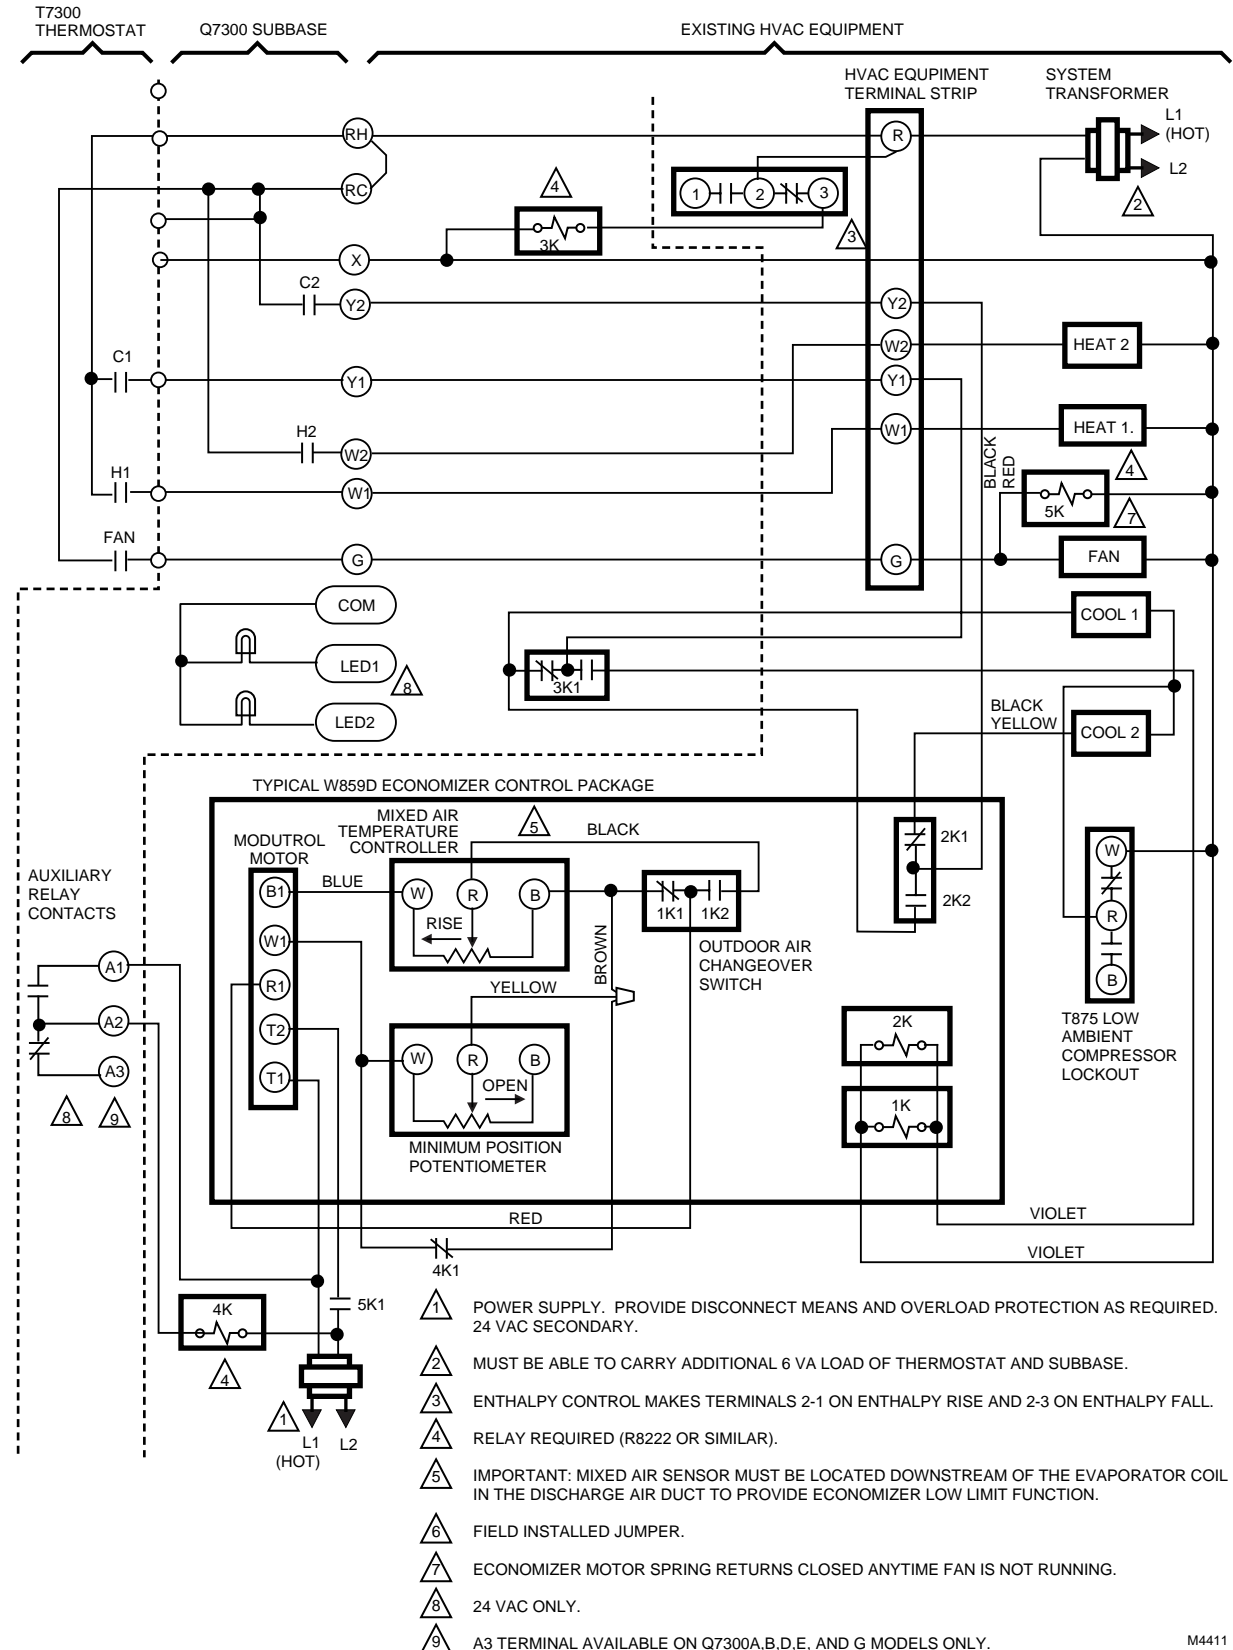 T7300
THERMOSTAT
Q7300 SUBBASE
EXISTING HVAC EQUIPMENT
HVAC EQUPIMENT
TERMINAL STRIP
SYSTEM
TRANSFORMER
L1
(HOT)
L2
2
RH
R
RC
4
3K
1
2
3
3
X
C2
Y2
Y2
W2
HEAT 2
C1
Y1
Y1
H2
W2
W1
HEAT 1.
BLACK
RED
4
H1
W1
5K
7
FAN
G
G
FAN
COM
LED1
8
LED2
COOL 1
3K1
BLACK
YELLOW
COOL 2
TYPICAL W859D ECONOMIZER CONTROL PACKAGE
MODUTROL
MOTOR
MIXED AIR
TEMPERATURE
CONTROLLER
5
BLACK
2K1
2K2
W
R
B
T875 LOW
AMBIENT
COMPRESSOR
LOCKOUT
AUXILIARY
RELAY
CONTACTS
B1
BLUE
W
R
B
RISE
1K1
1K2
OUTDOOR AIR
CHANGEOVER
SWITCH
W1
BROWN
A1
R1
YELLOW
A2
T2
A3
T1
8
9
W
R
B
OPEN
MINIMUM POSITION
POTENTIOMETER
2K
1K
RED
VIOLET
VIOLET
4K1
4K
5K1
4
1
L1
(HOT)
L2
1 POWER SUPPLY. PROVIDE DISCONNECT MEANS AND OVERLOAD PROTECTION AS REQUIRED.
24 VAC SECONDARY.
2 MUST BE ABLE TO CARRY ADDITIONAL 6 VA LOAD OF THERMOSTAT AND SUBBASE.
3 ENTHALPY CONTROL MAKES TERMINALS 2-1 ON ENTHALPY RISE AND 2-3 ON ENTHALPY FALL.
4 RELAY REQUIRED (R8222 OR SIMILAR).
5 IMPORTANT: MIXED AIR SENSOR MUST BE LOCATED DOWNSTREAM OF THE EVAPORATOR COIL
IN THE DISCHARGE AIR DUCT TO PROVIDE ECONOMIZER LOW LIMIT FUNCTION.
6 FIELD INSTALLED JUMPER.
7 ECONOMIZER MOTOR SPRING RETURNS CLOSED ANYTIME FAN IS NOT RUNNING.
8 24 VAC ONLY.
9 A3 TERMINAL AVAILABLE ON Q7300A,B,D,E, AND G MODELS ONLY.
M4411